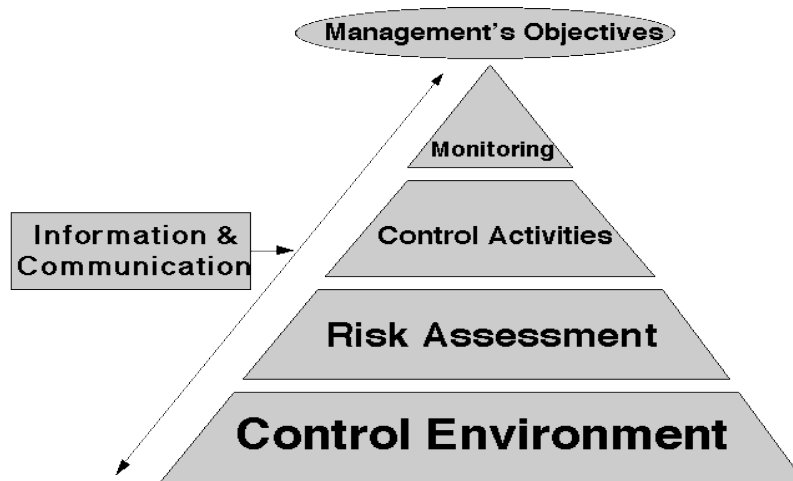 Management's Objectives
Monitoring
Information &
Communication
Control Activities
Risk Assessment
Control Environment